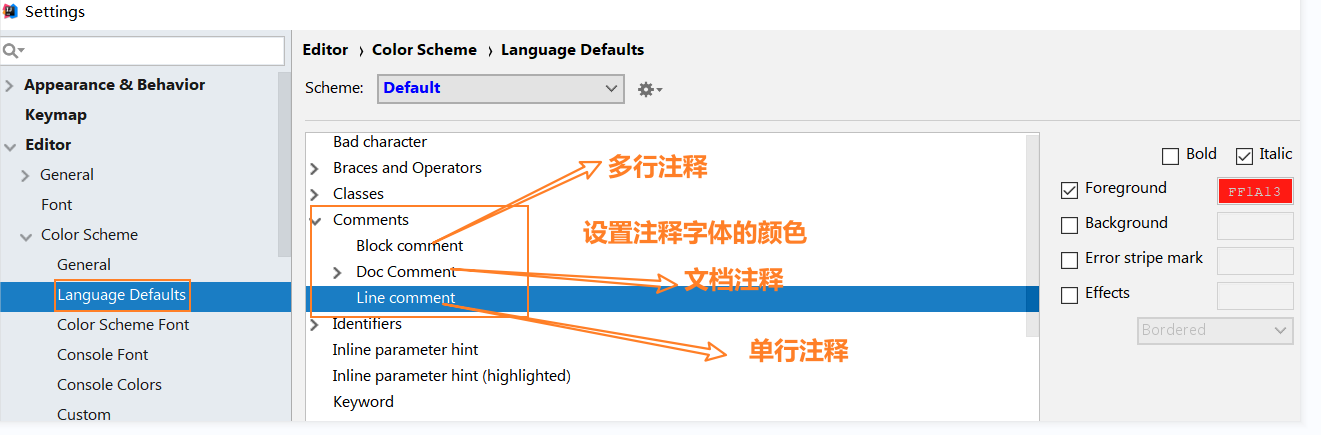 Settings
Editor › Color Scheme › Language Defaults
Appearance & Behavior
Keymap
Editor
General
Font
Color Scheme
General
Language Defaults
Color Scheme Font
Console Font
Console Colors
Custom
Scheme: Default
Bad character
Braces and Operators
Classes
Comments
Block comment
Doc Comment
Line comment
Identifiers
Inline parameter hint
Inline parameter hint (highlighted)
Keyword
多行注释
设置注释字体的颜色
文档注释
单行注释
Bold Italic
Foreground FF1A13
Background
Error stripe mark
Effects
Bordered